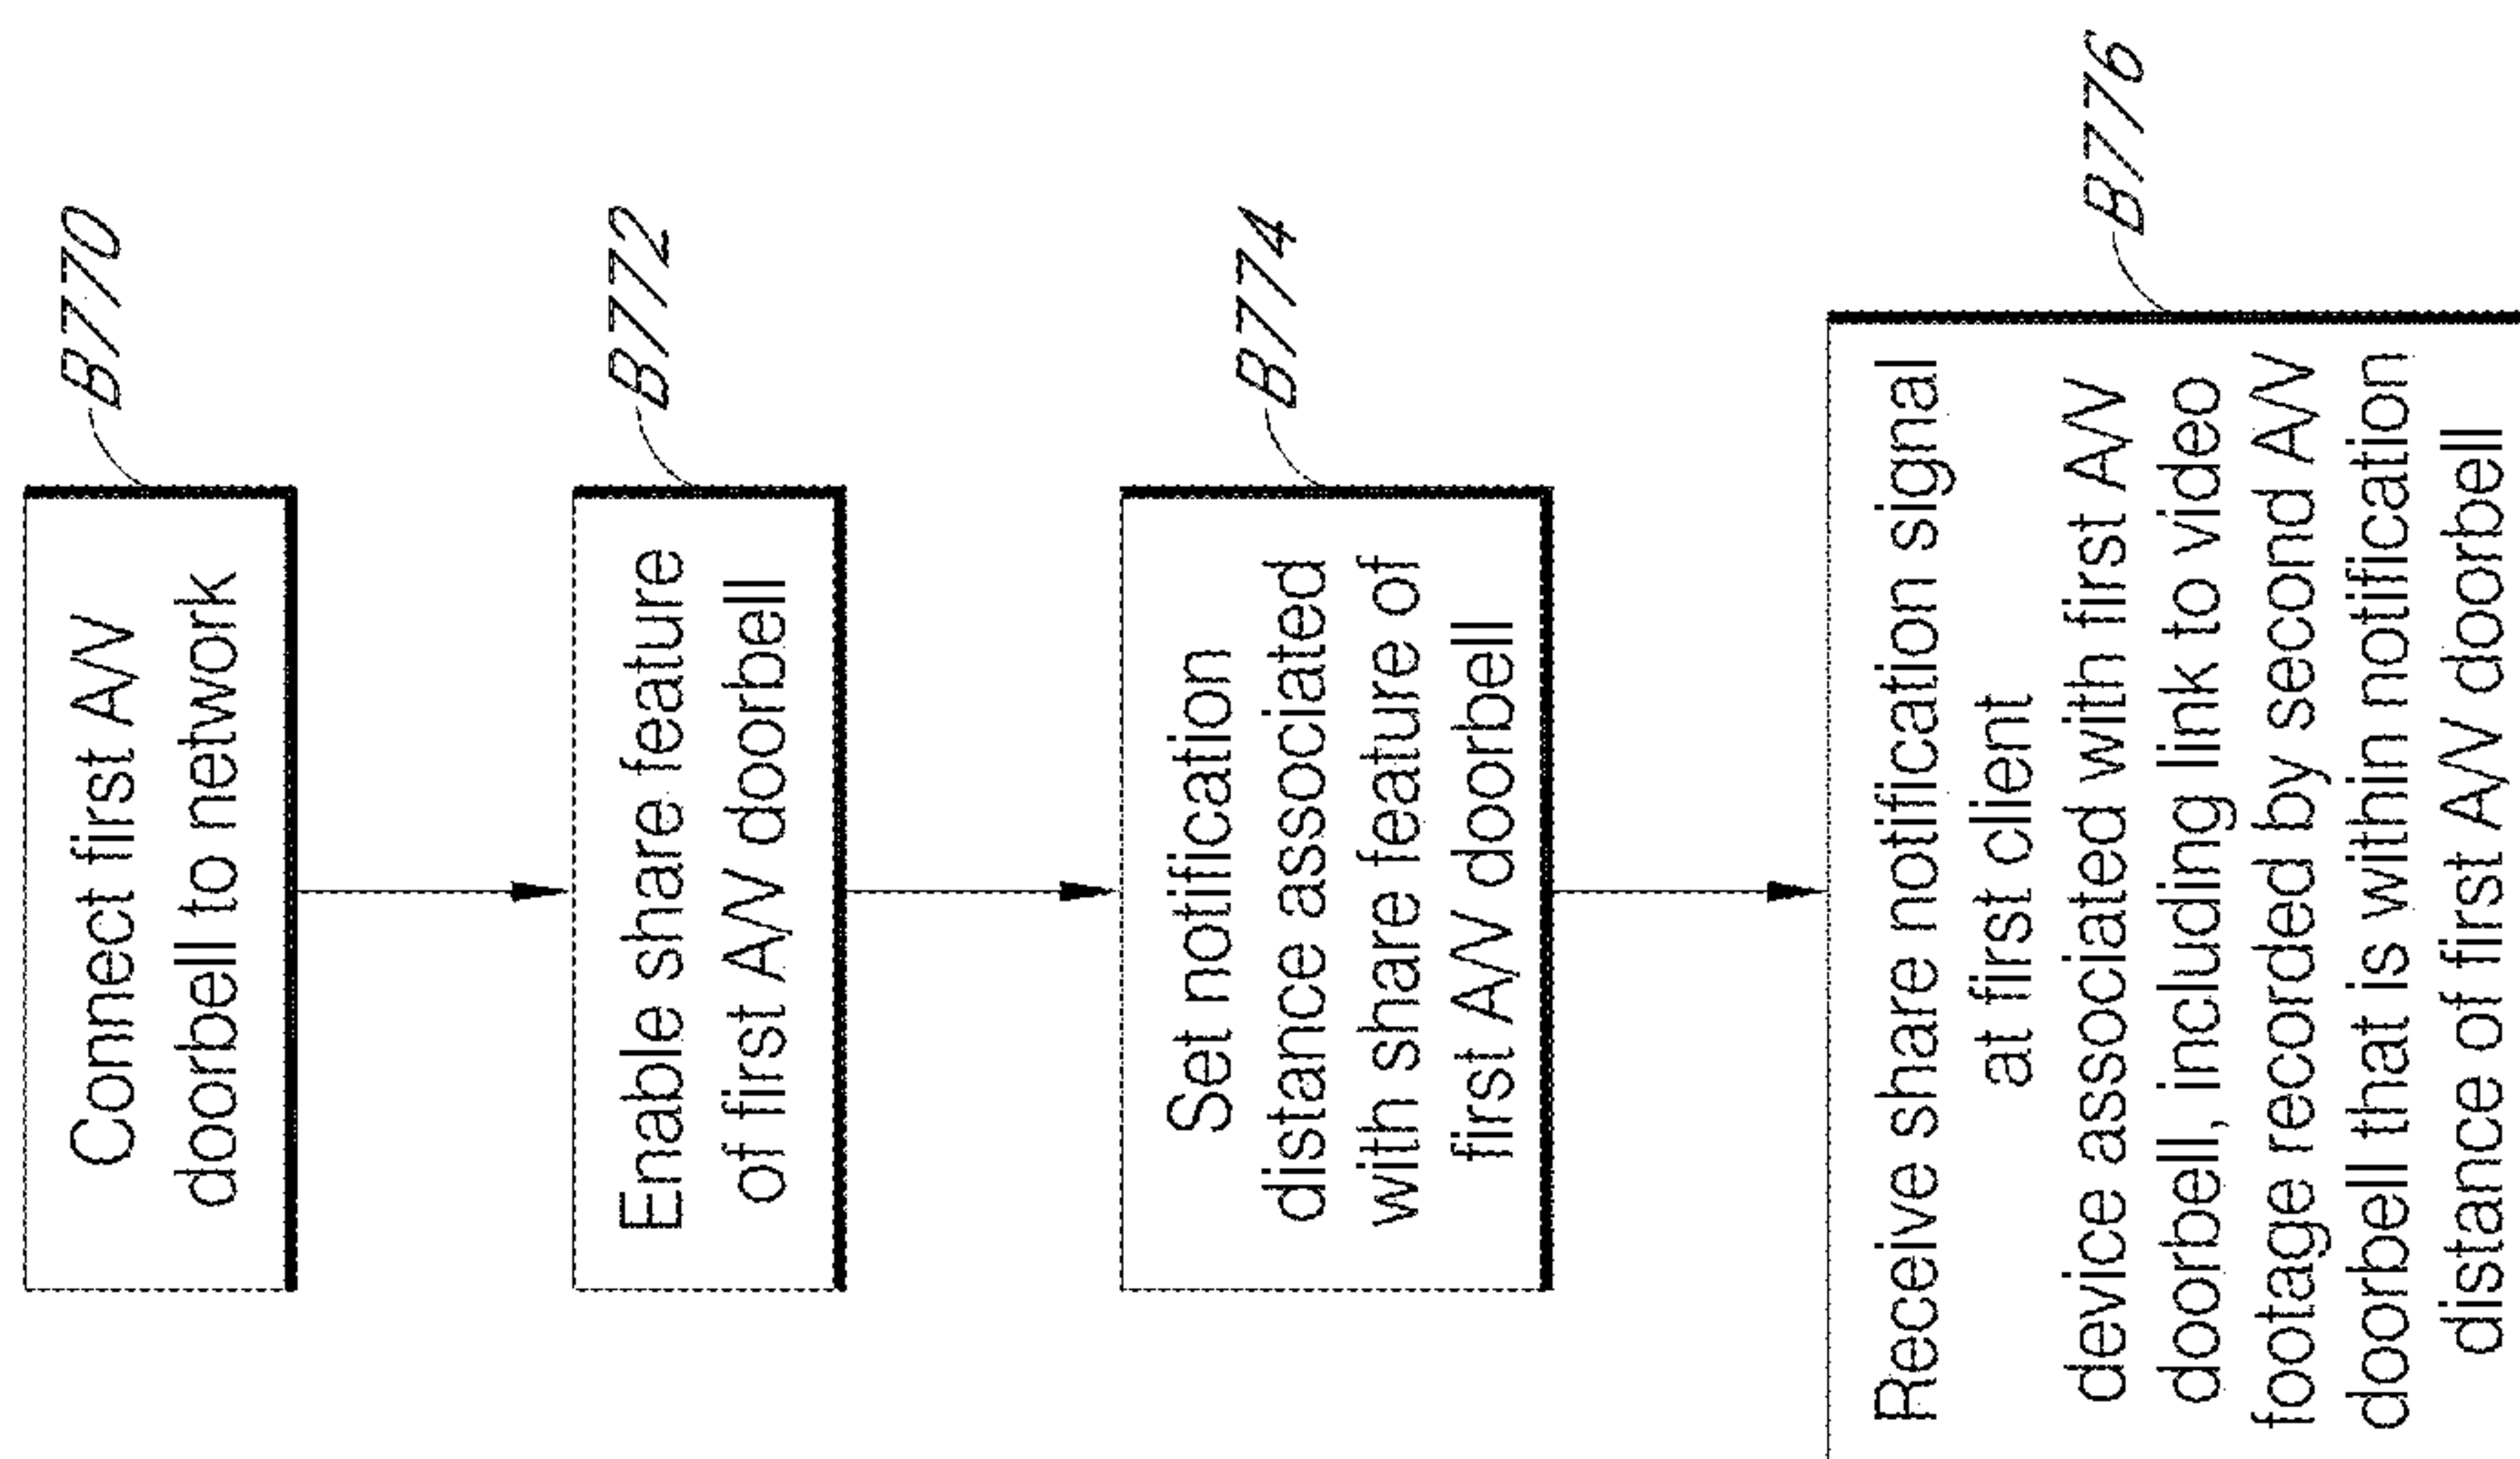 Connect first A/V
doorbell to network
B770
Enable share feature
of first A/V doorbell
B772
Set notification
distance associated
with share feature of
first A/V doorbell
B774
Receive share notification signal
at first client
device associated with first A/V
doorbell, including link to video
footage recorded by second A/V
doorbell that is within notification
distance of first A/V doorbell
B776